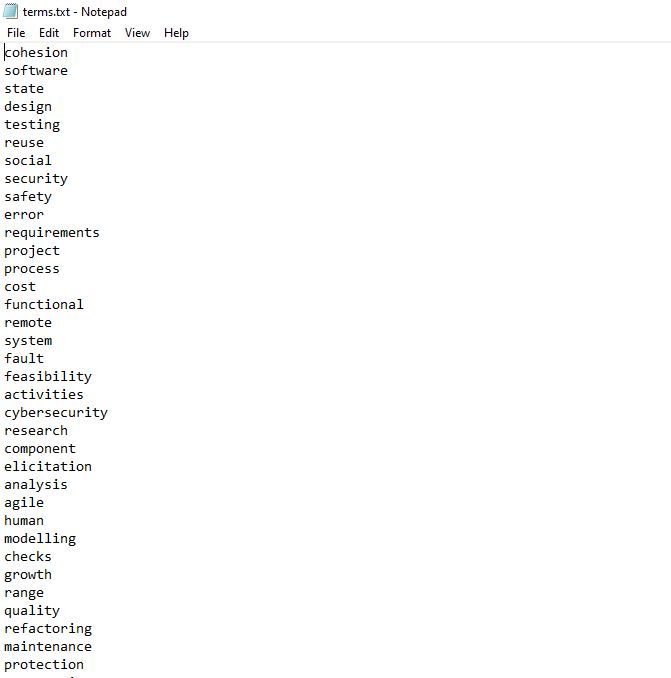 terms.txt - Notepad
File Edit Format View Help
cohesion
software
state
design
testing
reuse
social
security
safety
error
requirements
project
process
cost
functional
remote
system
fault
feasibility
activities
cybersecurity
research
component
elicitation
analysis
agile
human
modelling
checks
growth
range
quality
refactoring
maintenance
protection